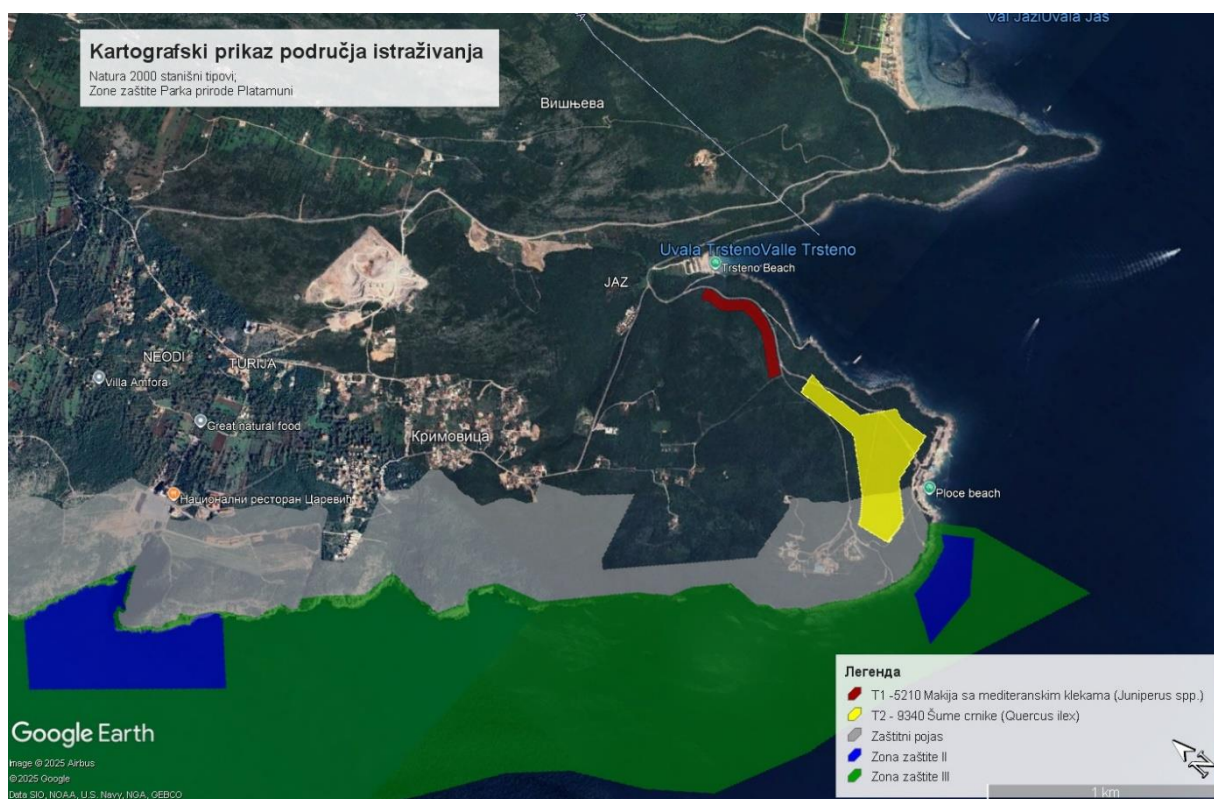 Val JaziUvala Jaš
Kartografski prikaz područja istraživanja
Natura 2000 stanišni tipovi;
Zone zaštite Parka prirode Platamuni
Вишњева
Uvala TrstenoValle Trsteno
Trsteno Beach
JAZ
NEODI
TURIJA
Villa Amfora
Great natural food
Кримовица
Национални ресторан Царевић
Ploce beach
Легенда
T1 -5210 Makija sa mediteranskim klekama (Juniperus spp.)
T2 - 9340 Šume crnike (Quercus ilex)
Zaštitni pojas
Zona zaštite II
Zona zaštite III
Google Earth
Image © 2025 Airbus
© 2025 Google
Data SIO, NOAA, U.S. Navy, NGA, GEBCO
N
1 km